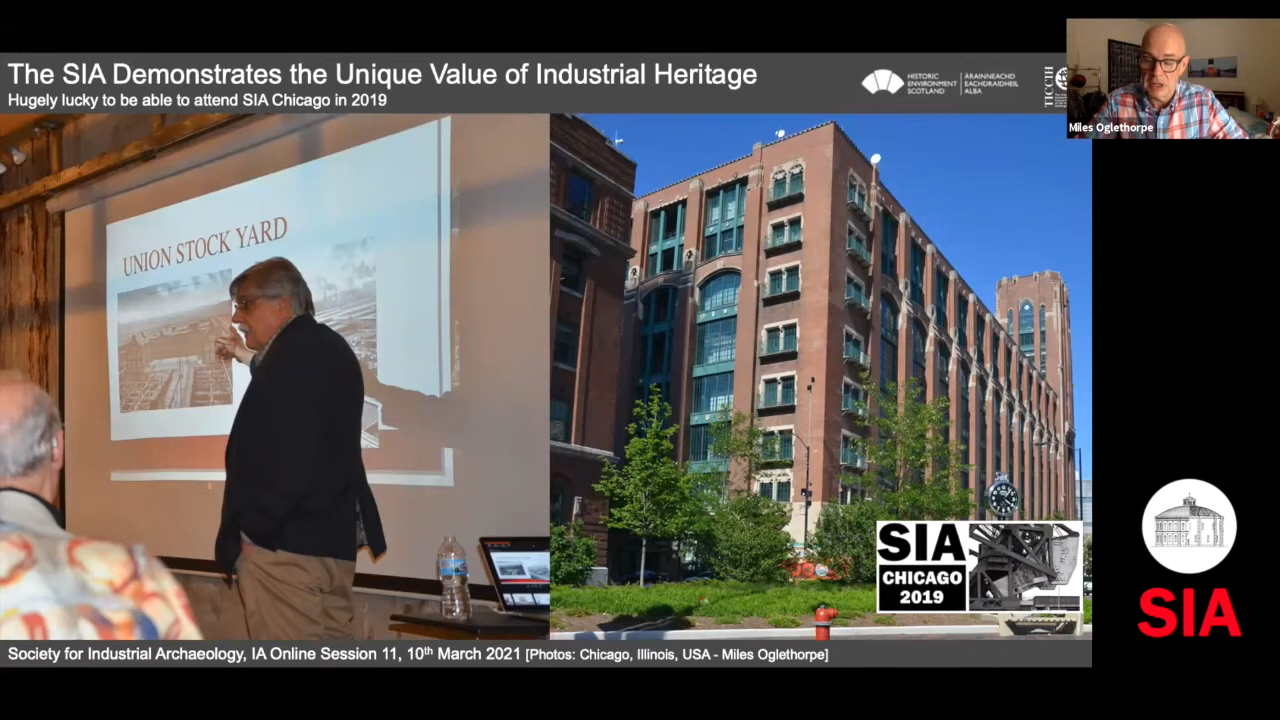 The SIA Demonstrates the Unique Value of Industrial Heritage
Hugely lucky to be able to attend SIA Chicago in 2019
HISTORIC
ENVIRONMENT
SCOTLAND
ÀRAINNEACHD
EACHDRAIDHEIL
ALBA
TICCIH
Miles Oglethorpe
UNION STOCK YARD
SIA
CHICAGO
2019
SIA
Society for Industrial Archaeology, IA Online Session 11, 10th March 2021 [Photos: Chicago, Illinois, USA - Miles Oglethorpe]